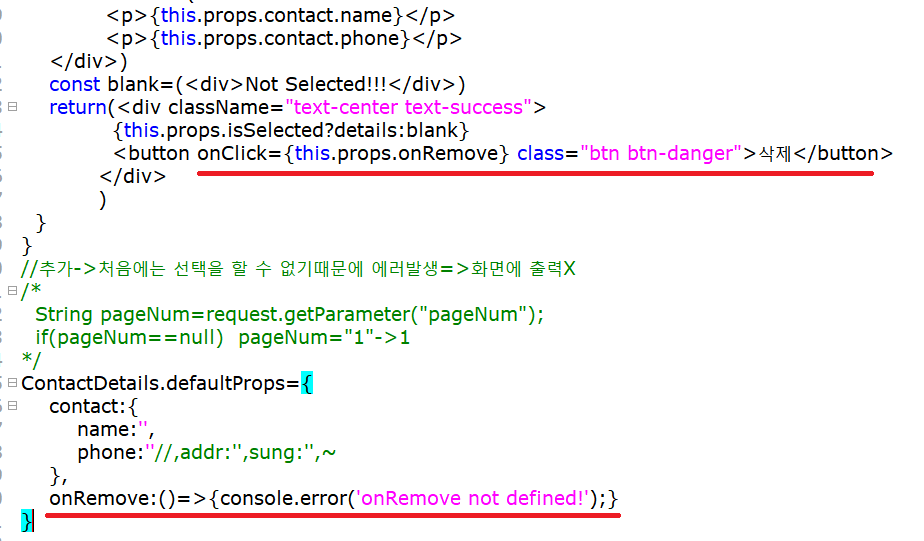 <p>{this.props.contact.name}</p>
<p>{this.props.contact.phone}</p>
</div>)
const blank=(<div>Not Selected!!!</div>)
return(<div className="text-center text-success">
{this.props.isSelected?details:blank}
<button onClick={this.props.onRemove} class="btn btn-danger">삭제</button>
</div>
)
}
}
//추가->처음에는 선택을 할 수 없기때문에 에러발생=>화면에 출력X
/*
String pageNum=request.getParameter("pageNum");
if(pageNum==null) pageNum="1"->1
*/
ContactDetails.defaultProps={
contact:{
name:'',
phone:''//,addr:'',sung:'',~
},
onRemove:()=>{console.error('onRemove not defined!');}
}